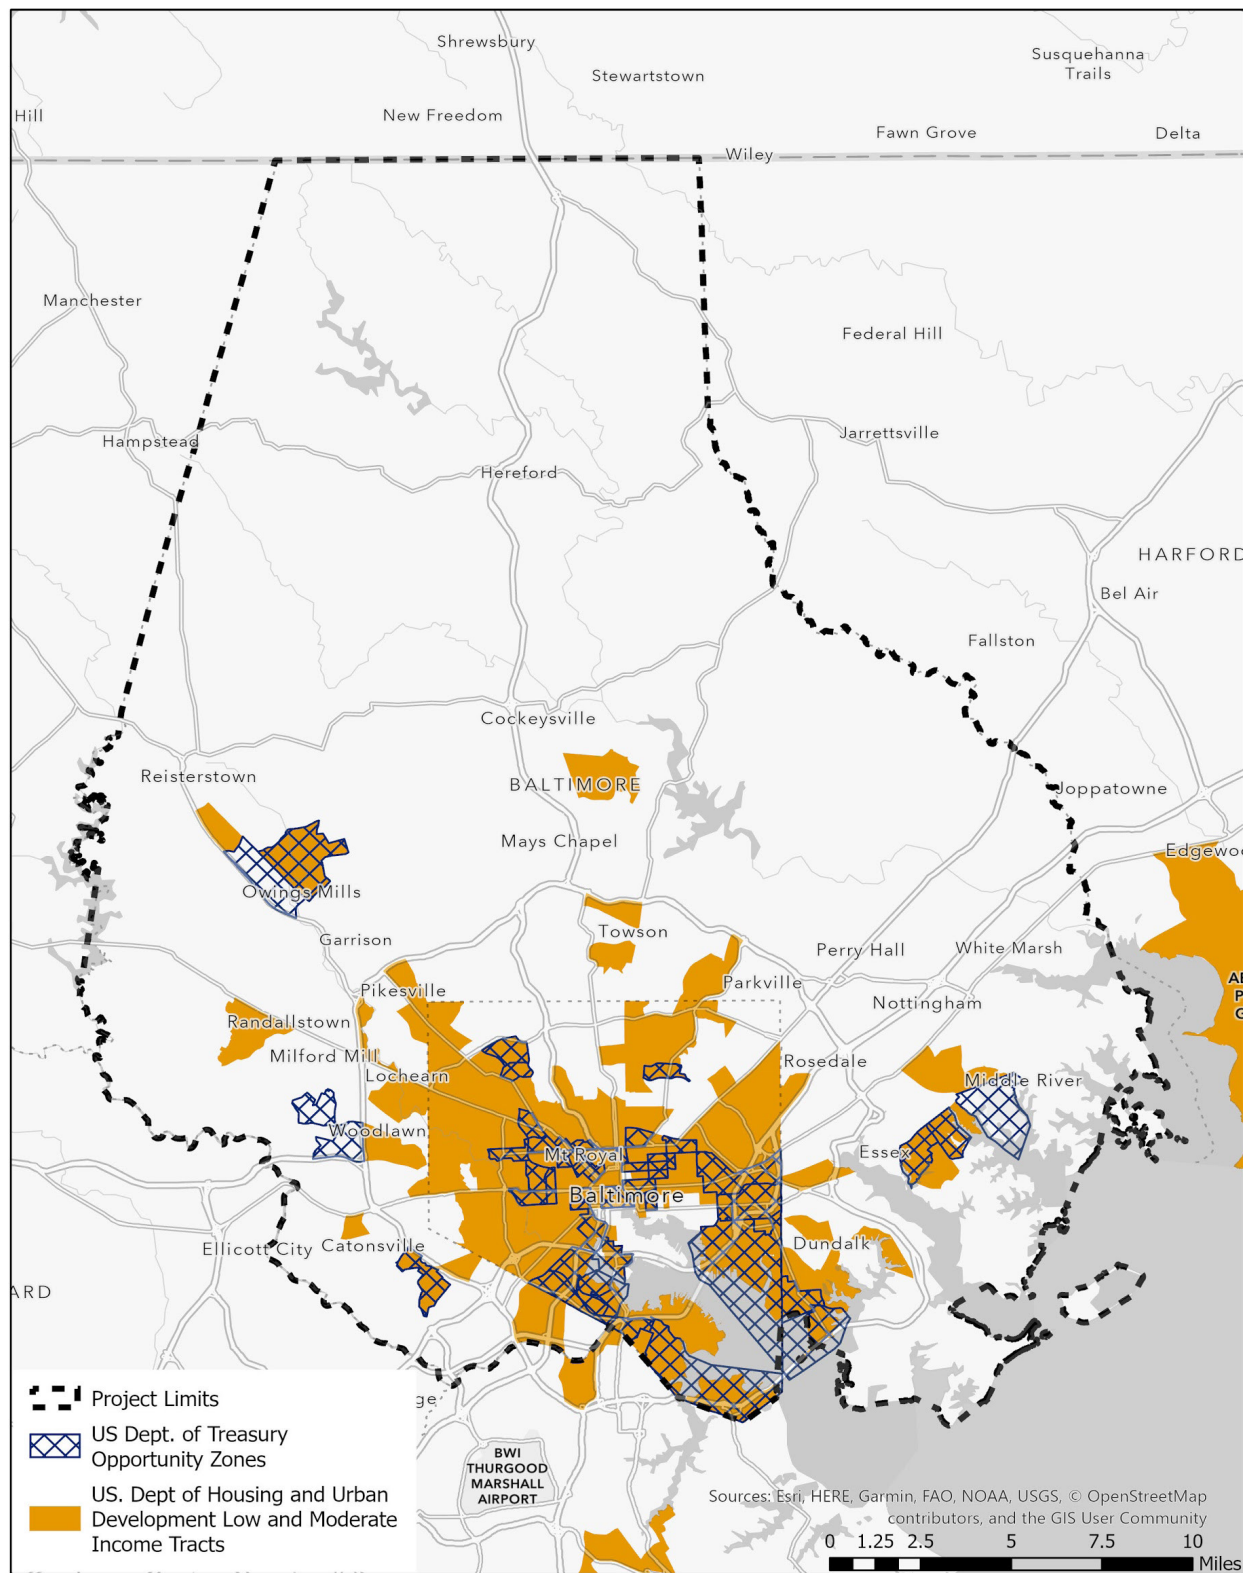 Shrewsbury
Susquehanna
Trails
Stewartstown
Hill
New Freedom
Fawn Grove
Delta
Wiley
Manchester
Federal Hill
Hampstead
Jarrettsville
Hereford
HARFORD
Bel Air
Fallston
Cockeysville
Reisterstown
BALTIMORE
Joppatowne
Mays Chapel
Edgewoo
Owings Mills
Garrison
Towson
Perry Hall
White Marsh
Pikesville
Parkville
Nottingham
Randallstown
Milford Mill
Lochearn
Rosedale
Middle River
Woodlawn
Mt Royal
Essex
Baltimore
Ellicott City
Catonsville
Dundalk
ARD
Project Limits
ge
US Dept. of Treasury
Opportunity Zones
BWI
THURGOOD
MARSHALL
AIRPORT
US. Dept of Housing and Urban
Development Low and Moderate
Income Tracts
Sources: Esri, HERE, Garmin, FAO, NOAA, USGS, © OpenStreetMap
contributors, and the GIS User Community
0 1.25 2.5 5 7.5 10
Miles